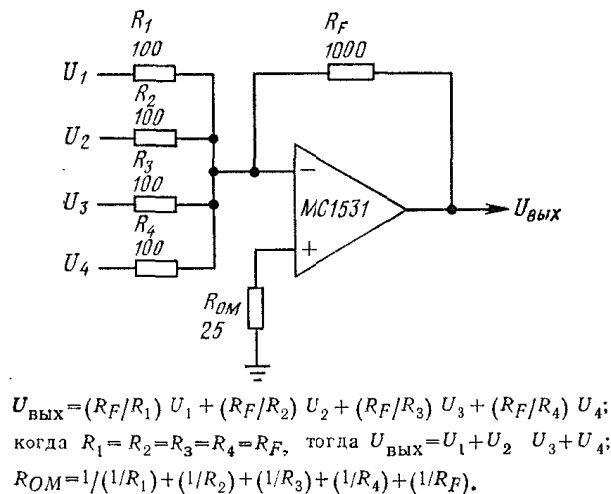 R1
100
RF
1000
U1
R2
100
U2
R3
100
U3
R4
100
U4
−
MC1531
+
Uвых
RОМ
25
Uвых=(RF/R1) U1+(RF/R2) U2+(RF/R3) U3+(RF/R4) U4;
когда R1=R2=R3=R4=RF, тогда Uвых=U1+U2 U3+U4;
RОМ=1/(1/R1)+(1/R2)+(1/R3)+(1/R4)+(1/RF).